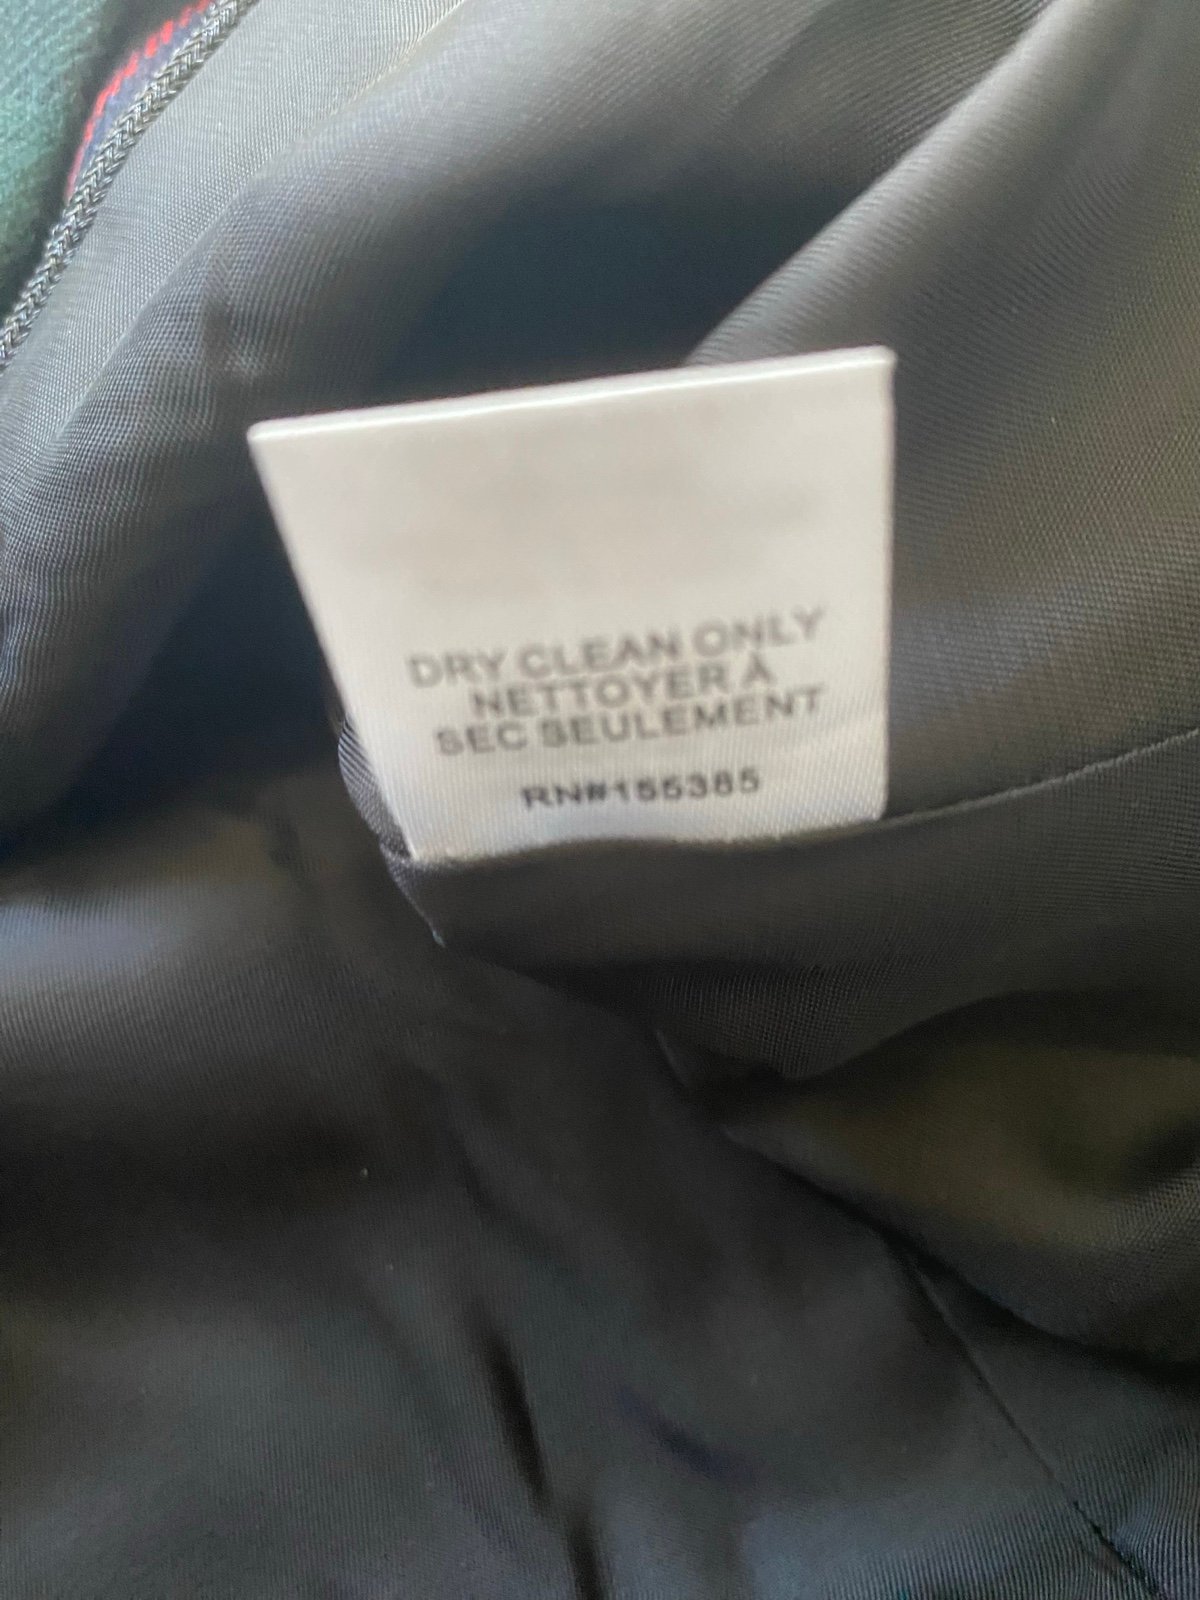 DRY CLEAN ONLY
NETTOYER À
SEC SEULEMENT
RN#155385